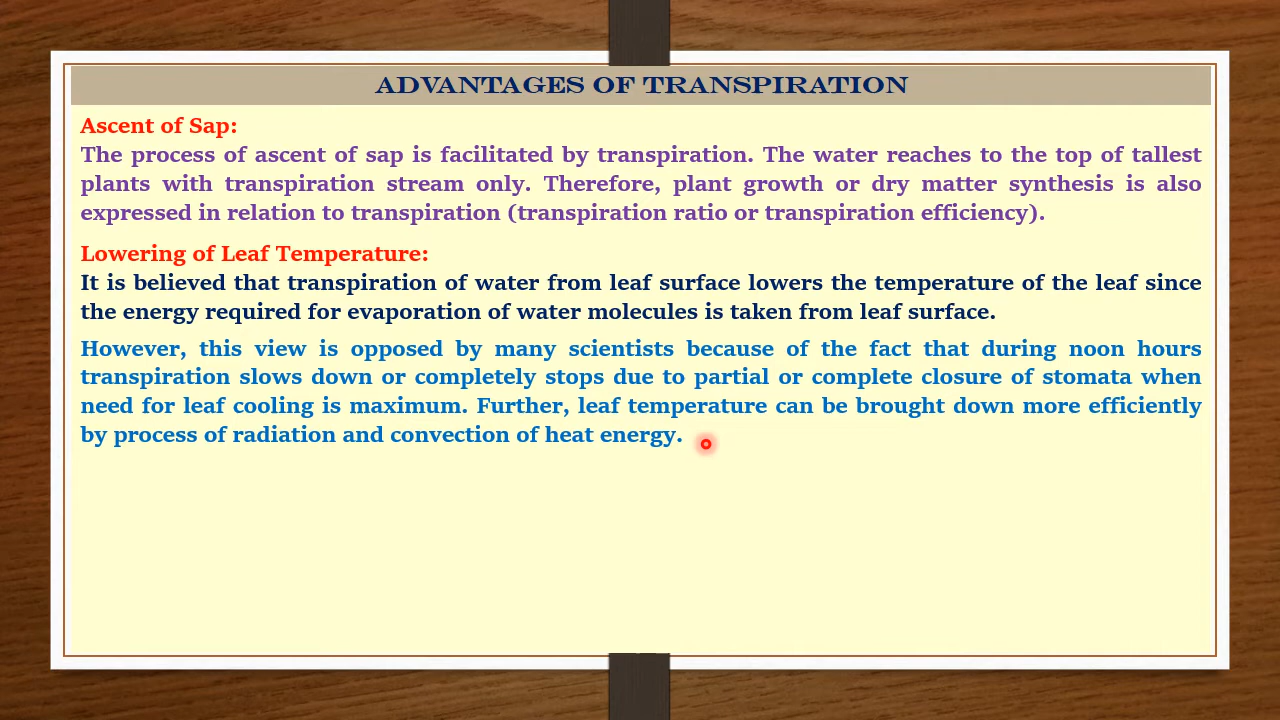 ADVANTAGES OF TRANSPIRATION
Ascent of Sap:
The process of ascent of sap is facilitated by transpiration. The water reaches to the top of tallest
plants with transpiration stream only. Therefore, plant growth or dry matter synthesis is also
expressed in relation to transpiration (transpiration ratio or transpiration efficiency).
Lowering of Leaf Temperature:
It is believed that transpiration of water from leaf surface lowers the temperature of the leaf since
the energy required for evaporation of water molecules is taken from leaf surface.
However, this view is opposed by many scientists because of the fact that during noon hours
transpiration slows down or completely stops due to partial or complete closure of stomata when
need for leaf cooling is maximum. Further, leaf temperature can be brought down more efficiently
by process of radiation and convection of heat energy.